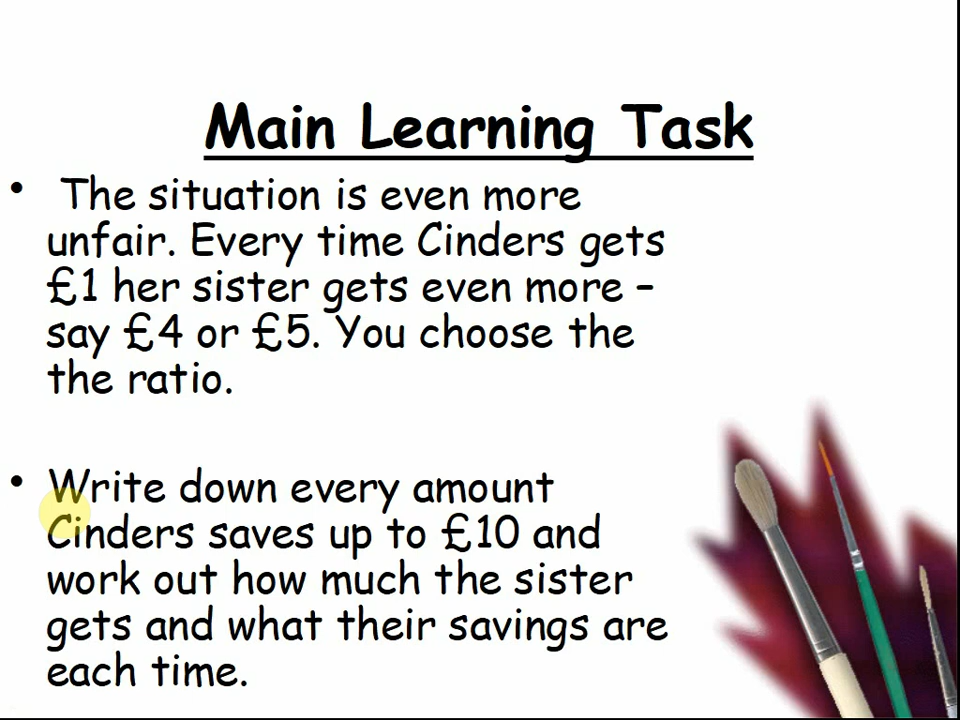 Main Learning Task
• The situation is even more
unfair. Every time Cinders gets
£1 her sister gets even more –
say £4 or £5. You choose the
the ratio.
• Write down every amount
Cinders saves up to £10 and
work out how much the sister
gets and what their savings are
each time.